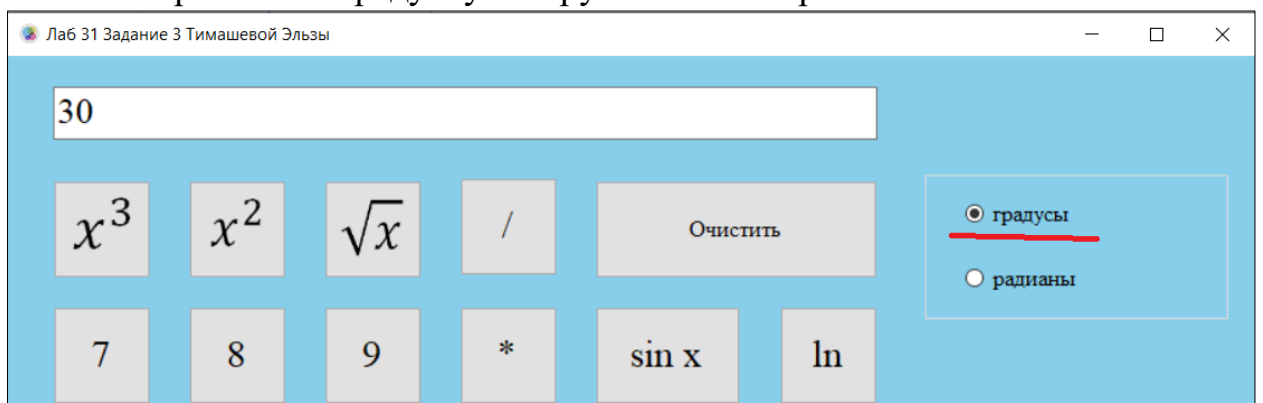 Лаб 31 Задание 3 Тимашевой Эльзы
30
x³ x² √x / Очистить
градусы
радианы
7 8 9 * sin x ln